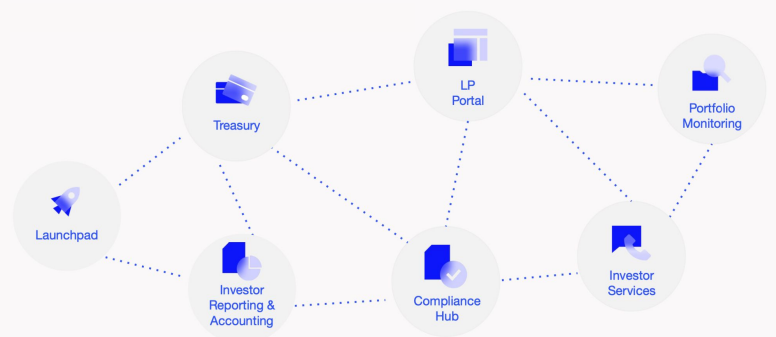 LP
Portal
Treasury
Portfolio
Monitoring
Launchpad
Investor
Reporting &
Accounting
Compliance
Hub
Investor
Services